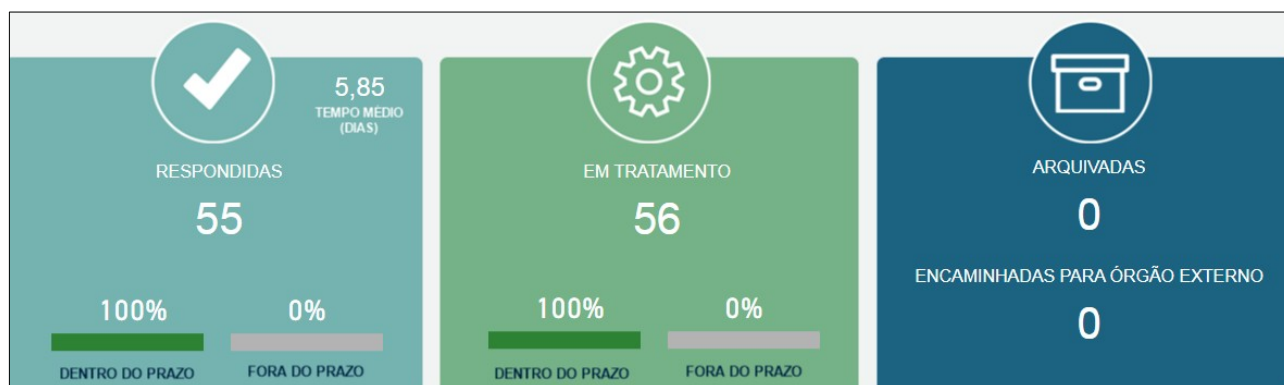 5,85
TEMPO MÉDIO
(DIAS)
RESPONDIDAS
55
100%
0%
DENTRO DO PRAZO
FORA DO PRAZO
EM TRATAMENTO
56
100%
0%
DENTRO DO PRAZO
FORA DO PRAZO
ARQUIVADAS
0
ENCAMINHADAS PARA ÓRGÃO EXTERNO
0